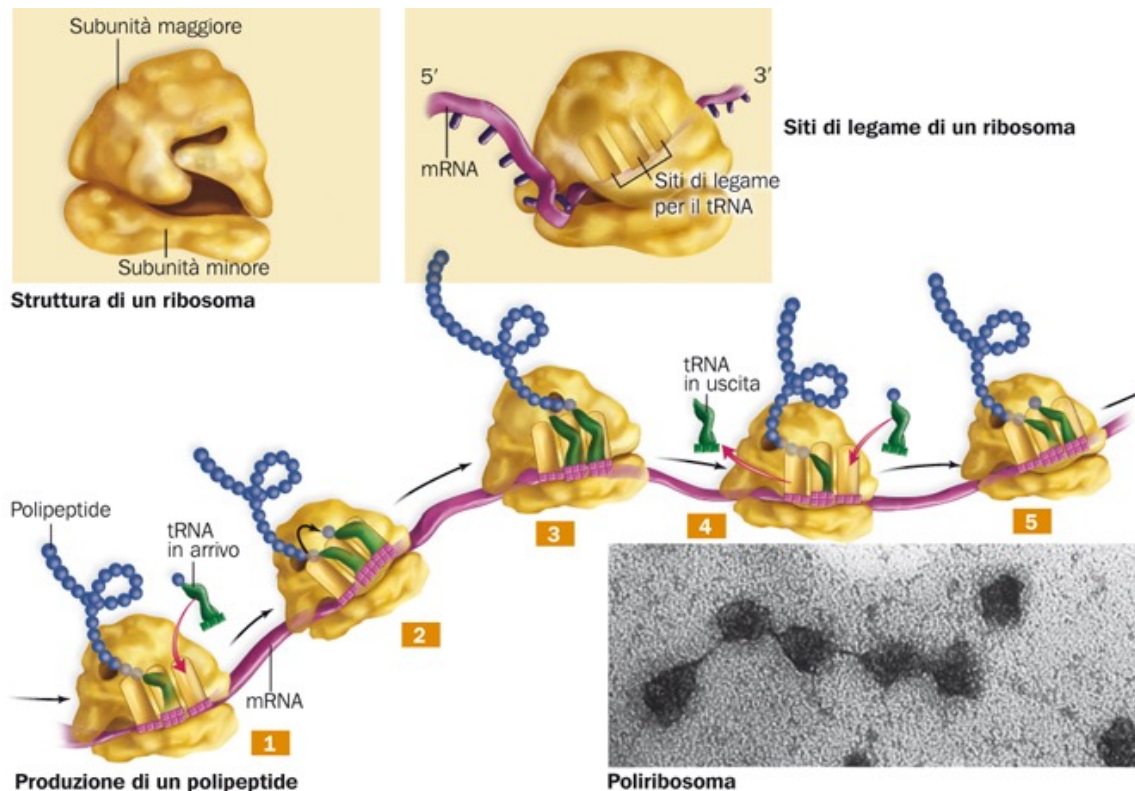 Subunità maggiore
Subunità minore
Struttura di un ribosoma
5'
3'
mRNA
Siti di legame
per il tRNA
Siti di legame di un ribosoma
Polipeptide
tRNA
in arrivo
mRNA
1
2
3
tRNA
in uscita
4
5
Produzione di un polipeptide
Poliribosoma